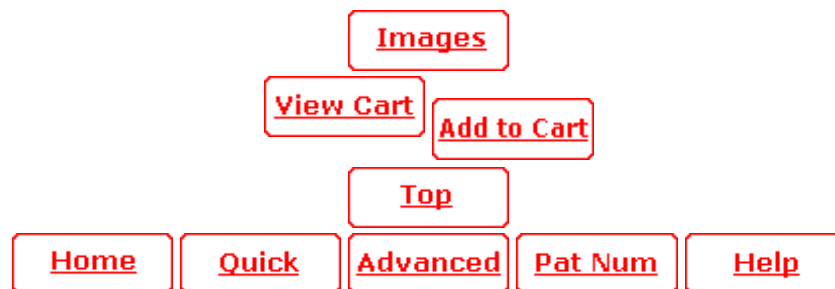 Images
View Cart
Add to Cart
Top
Home Quick Advanced Pat Num Help